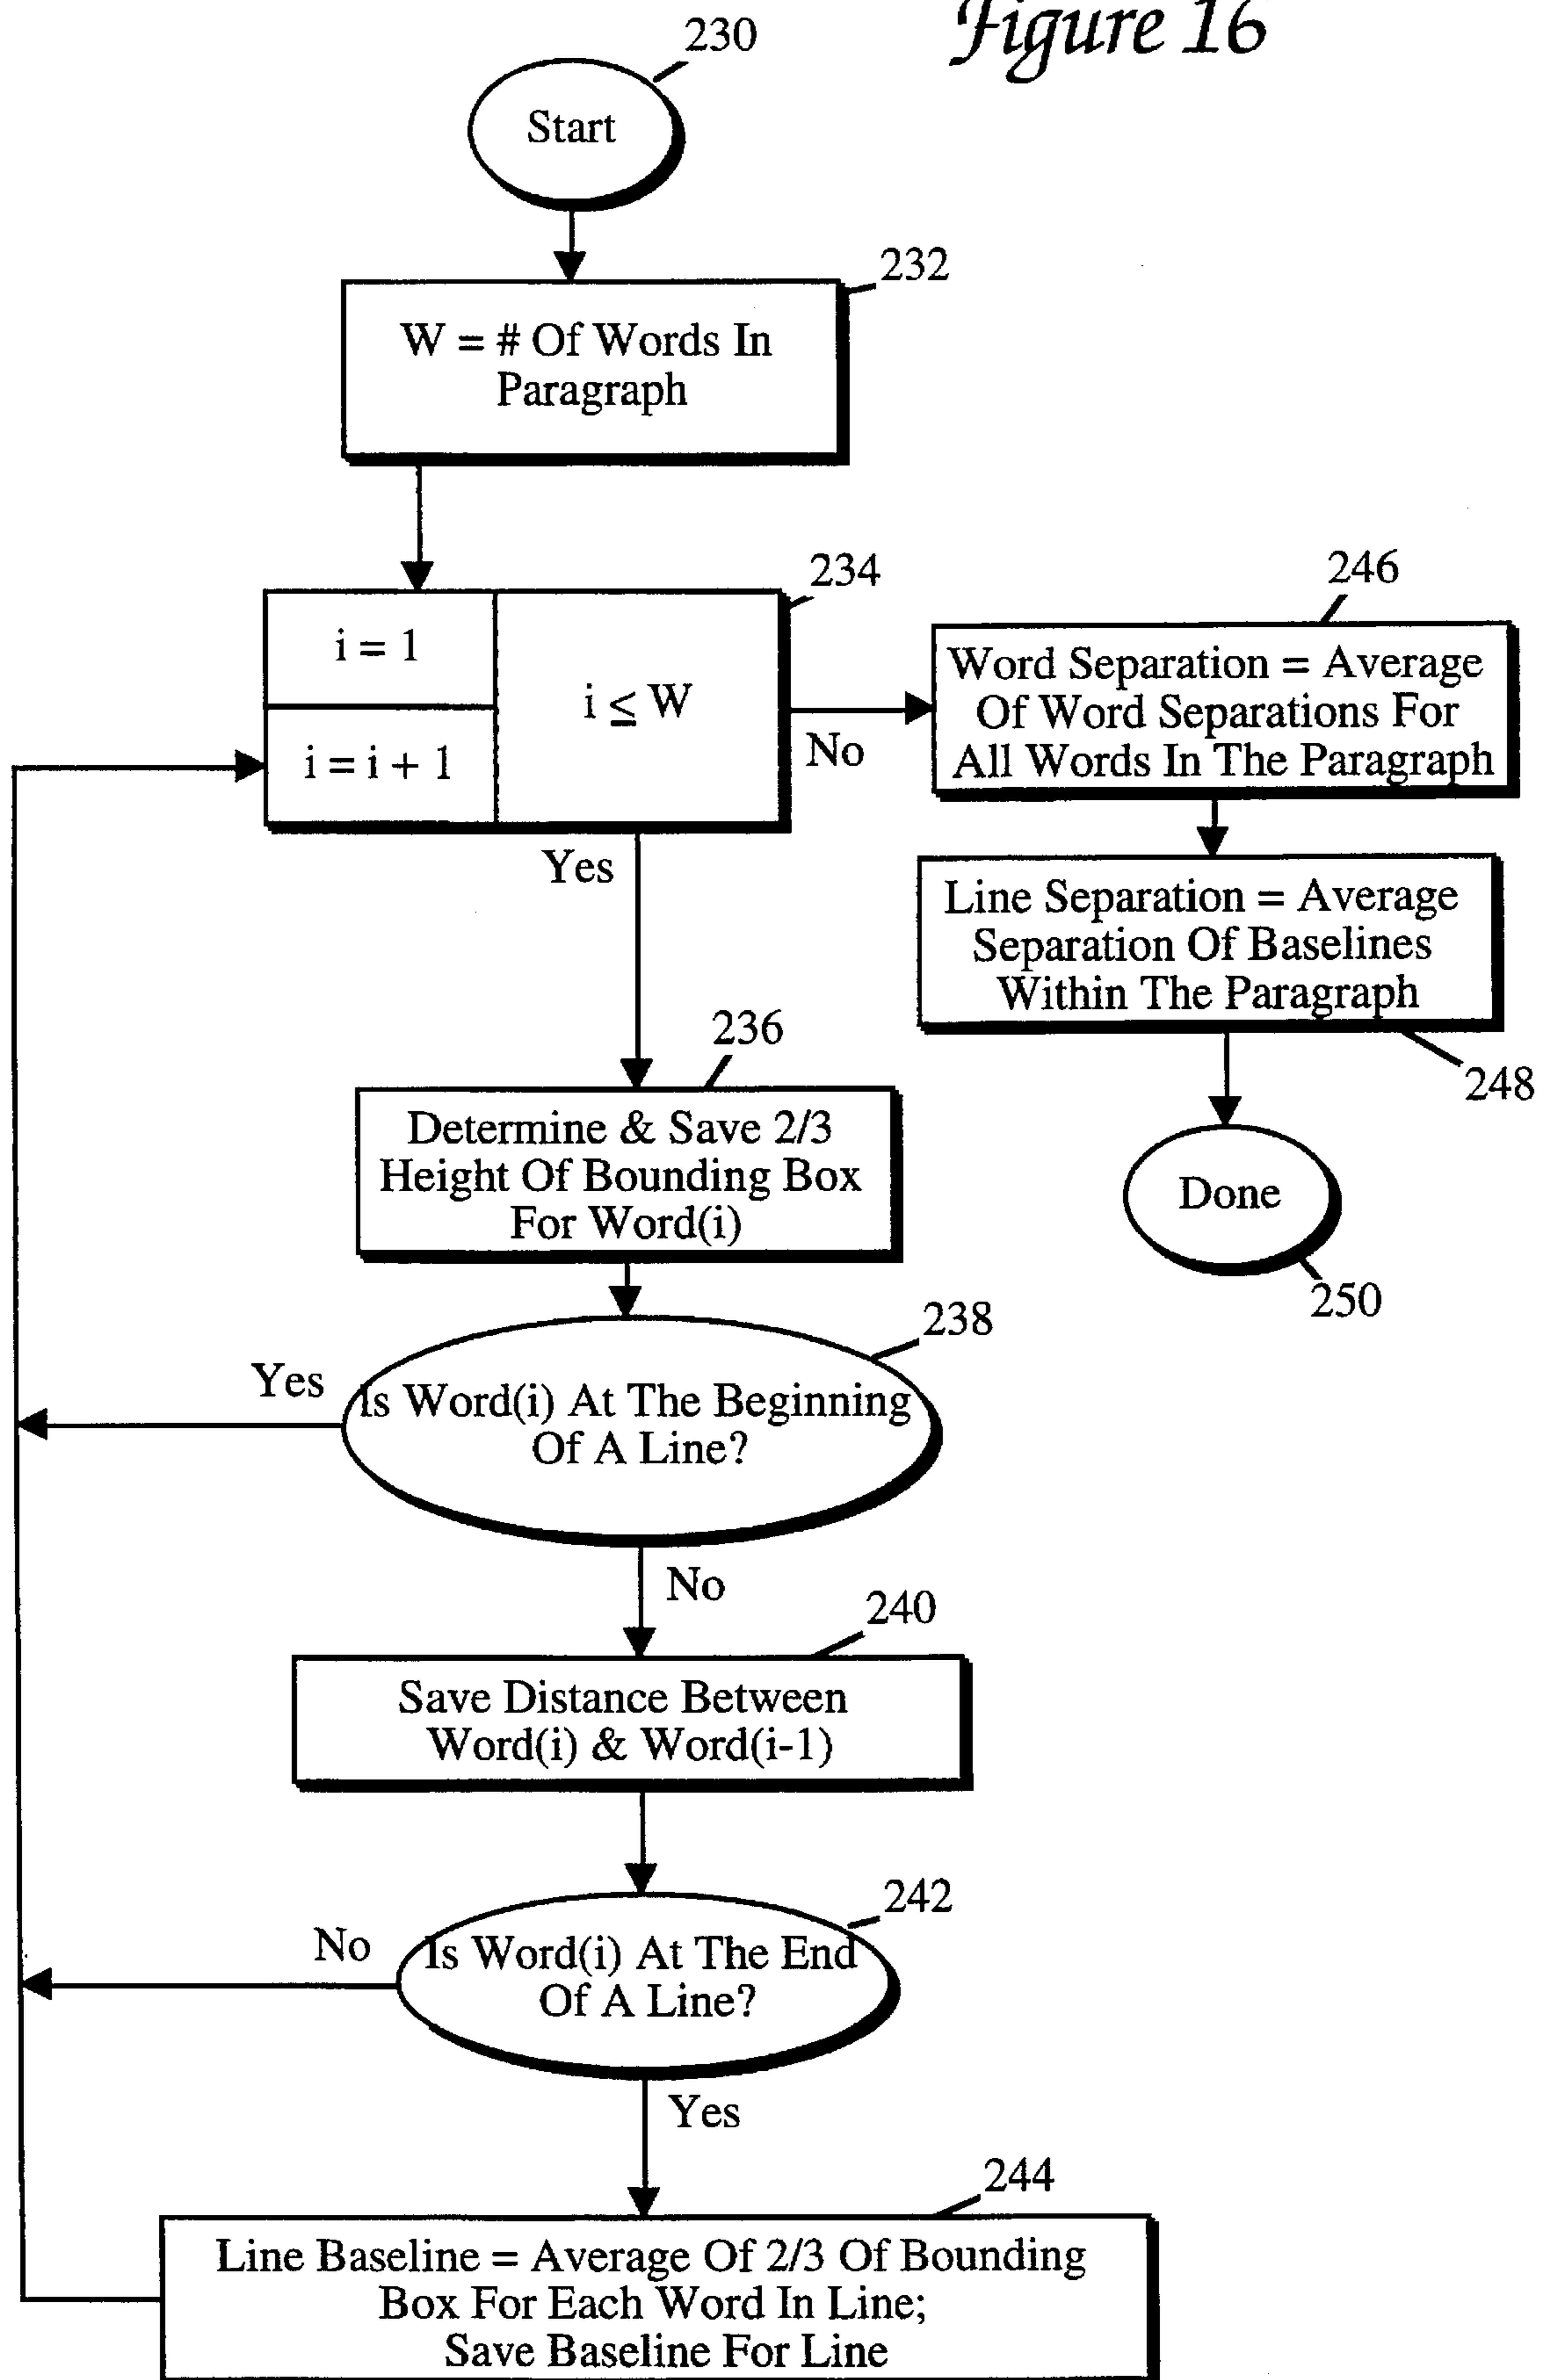 Figure 16
230
Start
232
W = # Of Words In
Paragraph
234
i = 1
i ≤ W
i = i + 1
No
Yes
246
Word Separation = Average
Of Word Separations For
All Words In The Paragraph
Line Separation = Average
Separation Of Baselines
Within The Paragraph
248
Done
250
236
Determine & Save 2/3
Height Of Bounding Box
For Word(i)
238
Yes
Is Word(i) At The Beginning
Of A Line?
No
240
Save Distance Between
Word(i) & Word(i-1)
242
No
Is Word(i) At The End
Of A Line?
Yes
244
Line Baseline = Average Of 2/3 Of Bounding
Box For Each Word In Line;
Save Baseline For Line